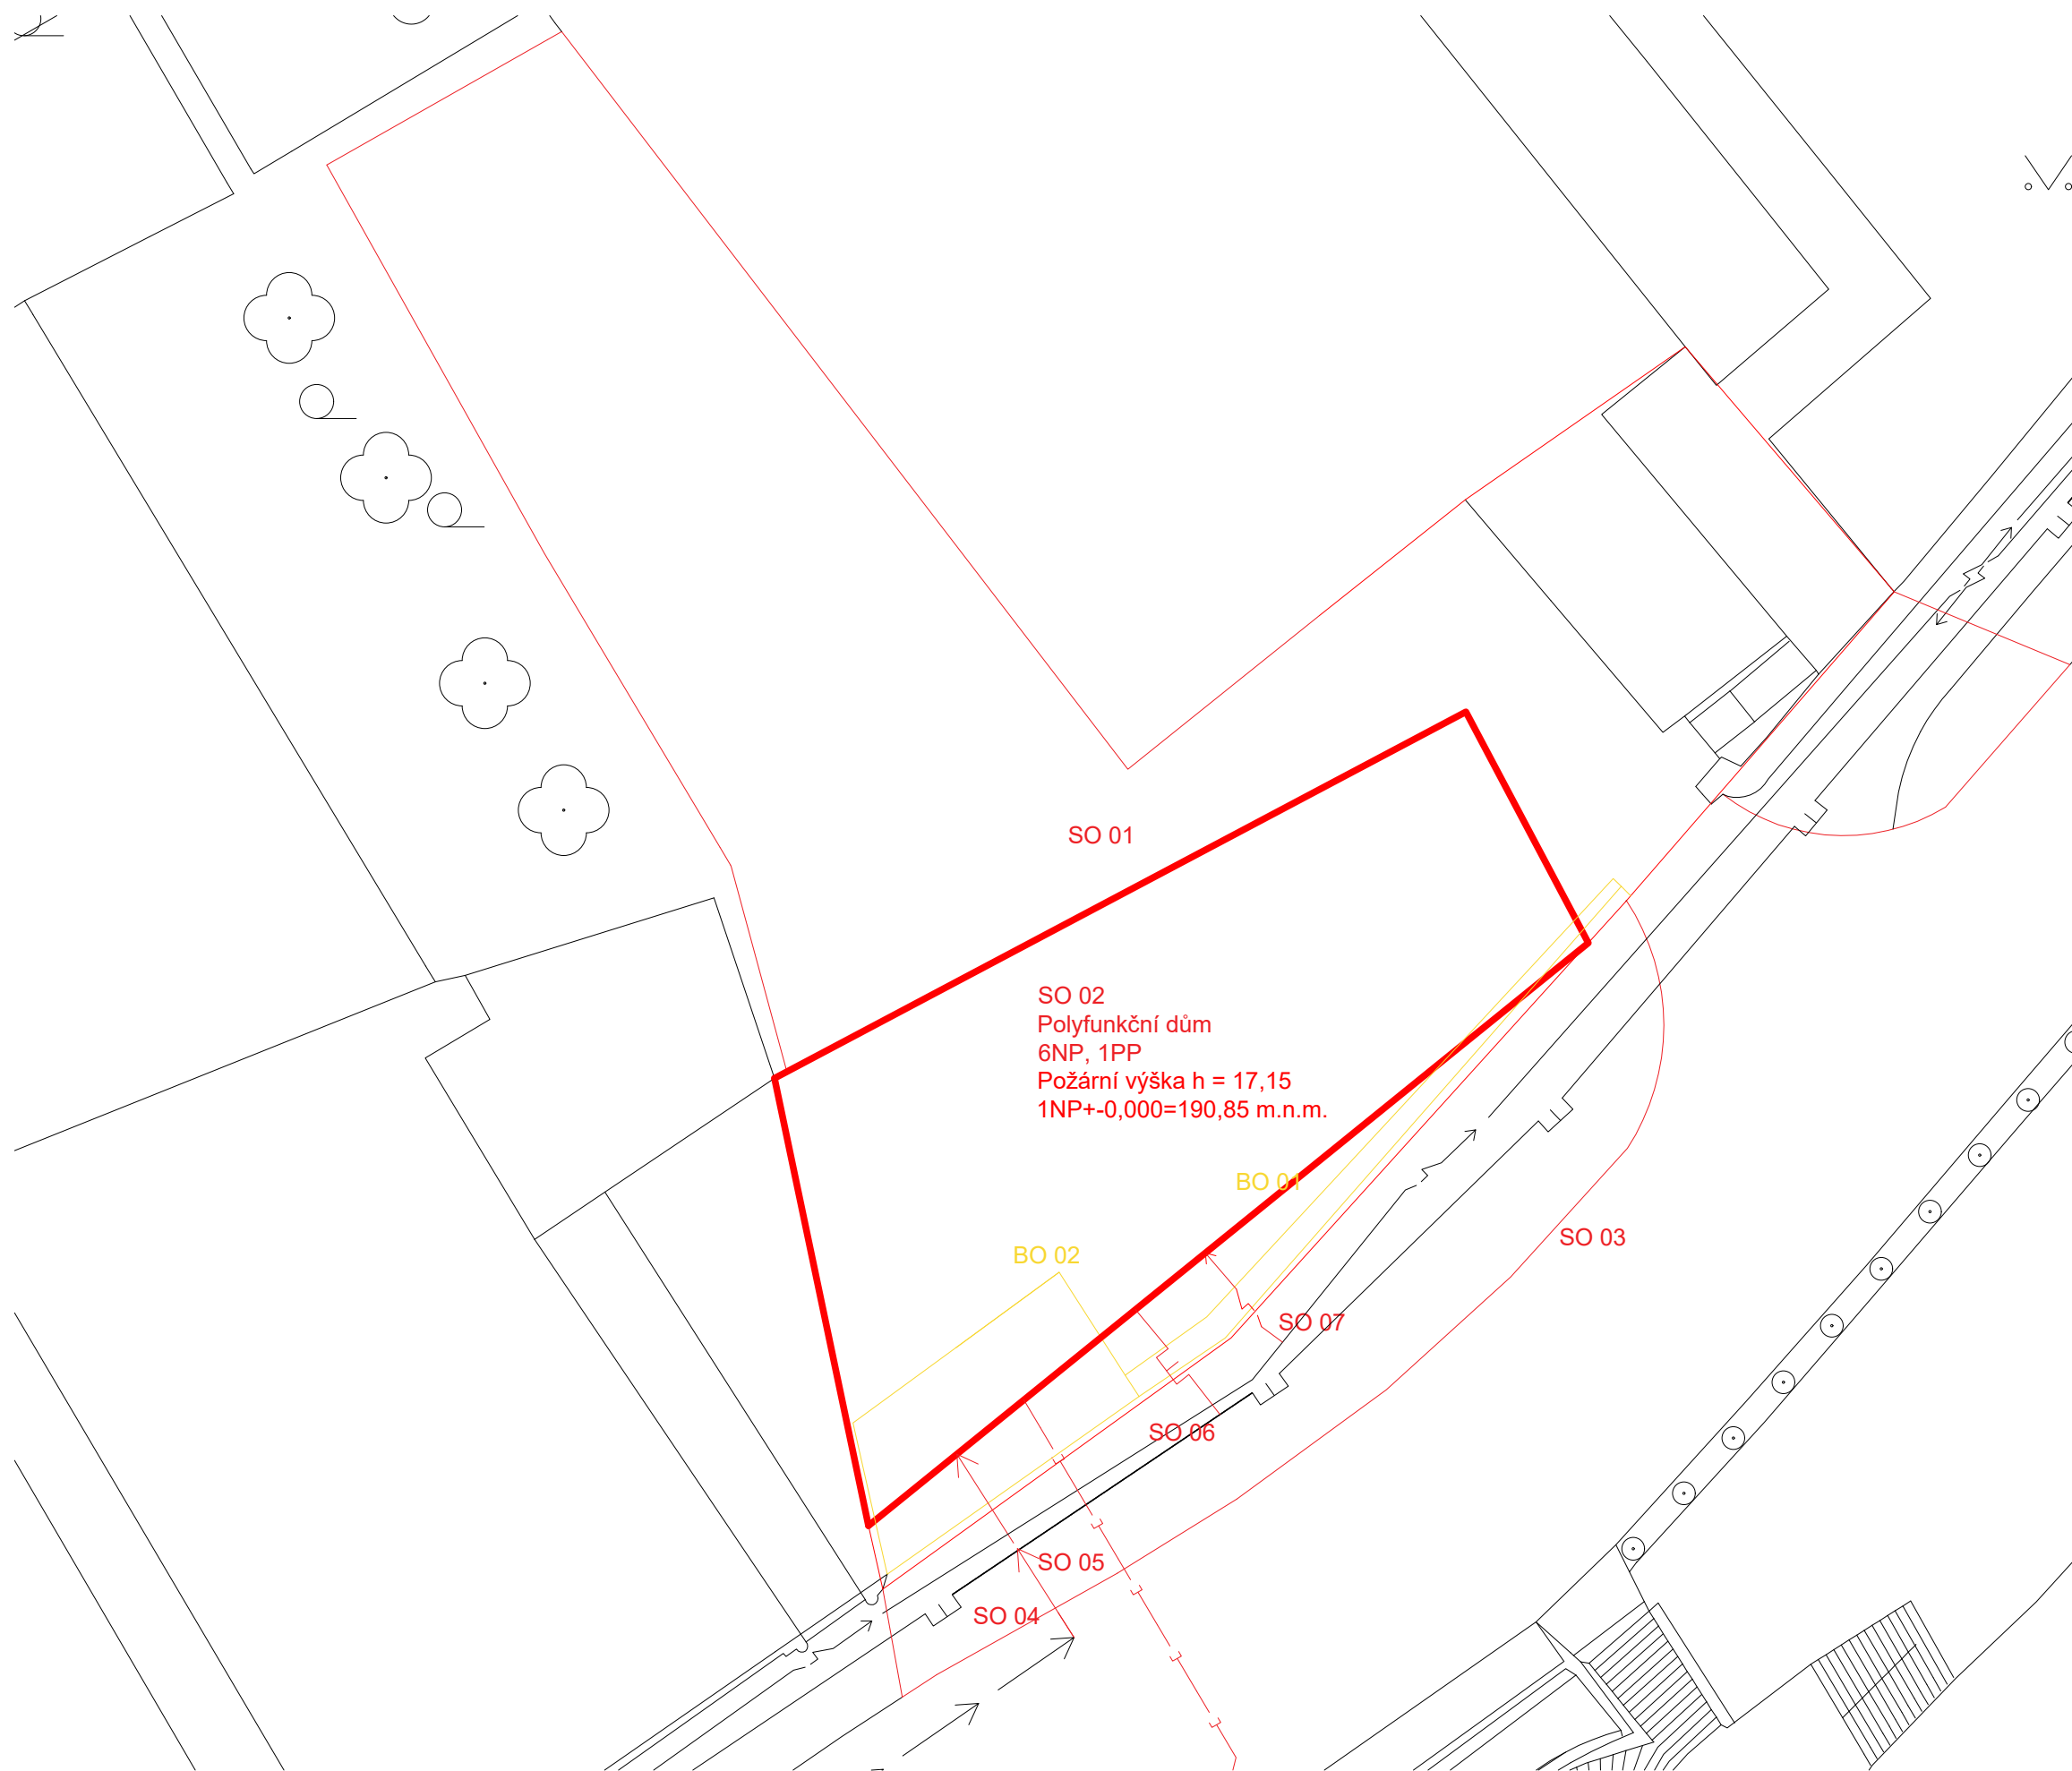 SO 01
SO 02
Polyfunkční dům
6NP, 1PP
Požární výška h = 17,15
1NP+-0,000=190,85 m.n.m.
BO 01
BO 02
SO 03
SO 07
SO 06
SO 05
SO 04